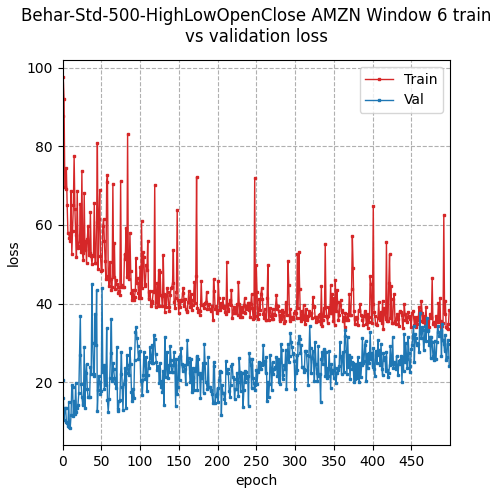 Behar-Std-500-HighLowOpenClose AMZN Window 6 train
vs validation loss
Train
Val
100
80
60
40
20
loss
0 50 100 150 200 250 300 350 400 450
epoch